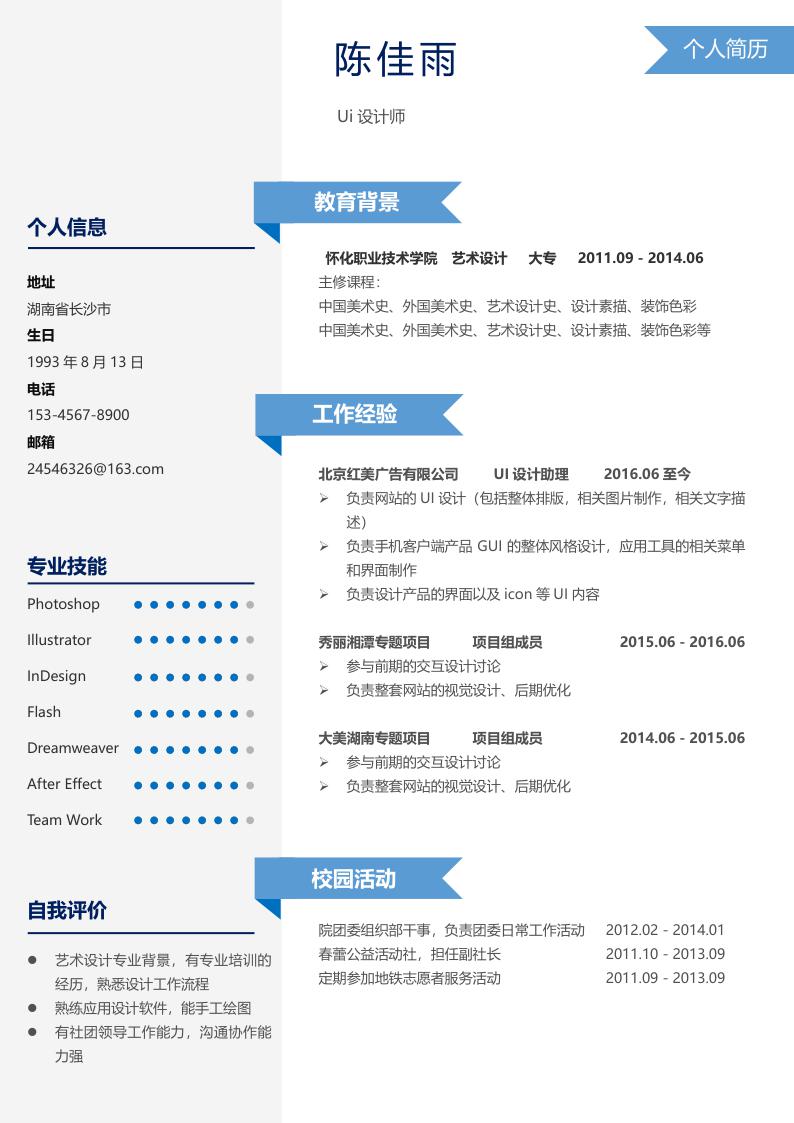 陈佳雨
个人简历
Ui 设计师
个人信息
地址
湖南省长沙市
生日
1993 年 8 月 13 日
电话
153-4567-8900
邮箱
24546326@163.com
专业技能
Photoshop
Illustrator
InDesign
Flash
Dreamweaver
After Effect
Team Work
自我评价
艺术设计专业背景，有专业培训的
经历，熟悉设计工作流程
熟练应用设计软件，能手工绘图
有社团领导工作能力，沟通协作能
力强
教育背景
怀化职业技术学院 艺术设计 大专 2011.09 - 2014.06
主修课程：
中国美术史、外国美术史、艺术设计史、设计素描、装饰色彩
中国美术史、外国美术史、艺术设计史、设计素描、装饰色彩等
工作经验
北京红美广告有限公司 UI 设计助理 2016.06 至今
负责网站的 UI 设计（包括整体排版，相关图片制作，相关文字描
述）
负责手机客户端产品 GUI 的整体风格设计，应用工具的相关菜单
和界面制作
负责设计产品的界面以及 icon 等 UI 内容
秀丽湘潭专题项目 项目组成员 2015.06 - 2016.06
参与前期的交互设计讨论
负责整套网站的视觉设计、后期优化
大美湖南专题项目 项目组成员 2014.06 - 2015.06
参与前期的交互设计讨论
负责整套网站的视觉设计、后期优化
校园活动
院团委组织部干事，负责团委日常工作活动 2012.02 - 2014.01
春蕾公益活动社，担任副社长 2011.10 - 2013.09
定期参加地铁志愿者服务活动 2011.09 - 2013.09